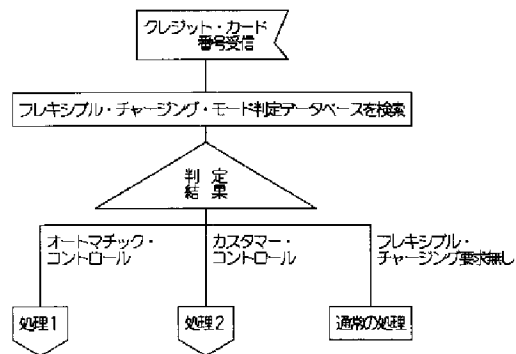 クレジット・カード
番号受信
フレキシブル・チャージング・モード判定データベースを検索
判 定
結 果
オートマチック・
コントロール
カスタマー・
コントロール
フレキシブル・
チャージング要求無し
処理1
処理2
通常の処理